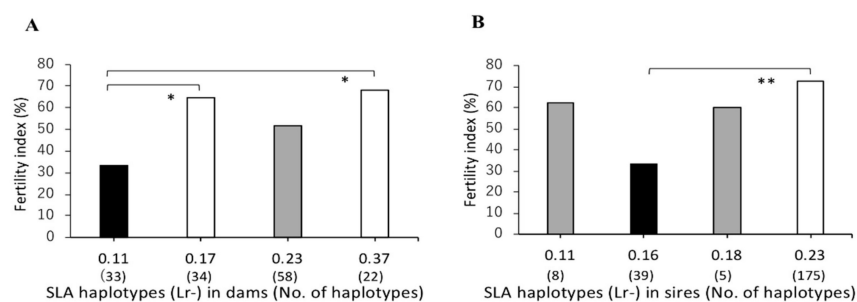 A
Fertility index (%)
80
70
60
50
40
30
20
10
0
*
*
0.11 0.17 0.23 0.37
(33) (34) (58) (22)
SLA haplotypes (Lr-) in dams (No. of haplotypes)
B
Fertility index (%)
80
70
60
50
40
30
20
10
0
**
0.11 0.16 0.18 0.23
(8) (39) (5) (175)
SLA haplotypes (Lr-) in sires (No. of haplotypes)